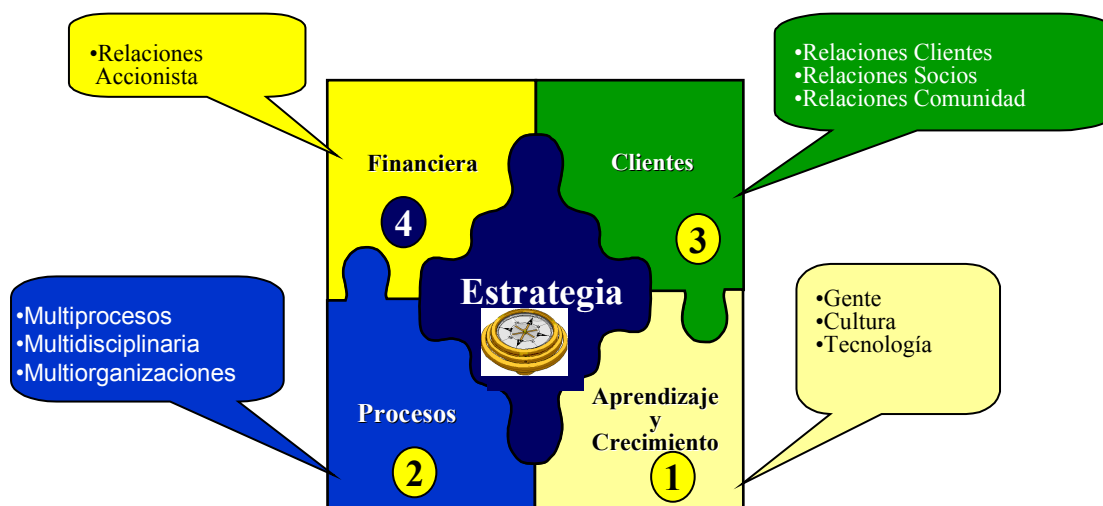 •Relaciones
Accionista
•Relaciones Clientes
•Relaciones Socios
•Relaciones Comunidad
Financiera
4
Clientes
3
Estrategia
•Multiprocesos
•Multidisciplinaria
•Multiorganizaciones
•Gente
•Cultura
•Tecnología
Procesos
2
Aprendizaje
y
Crecimiento
1